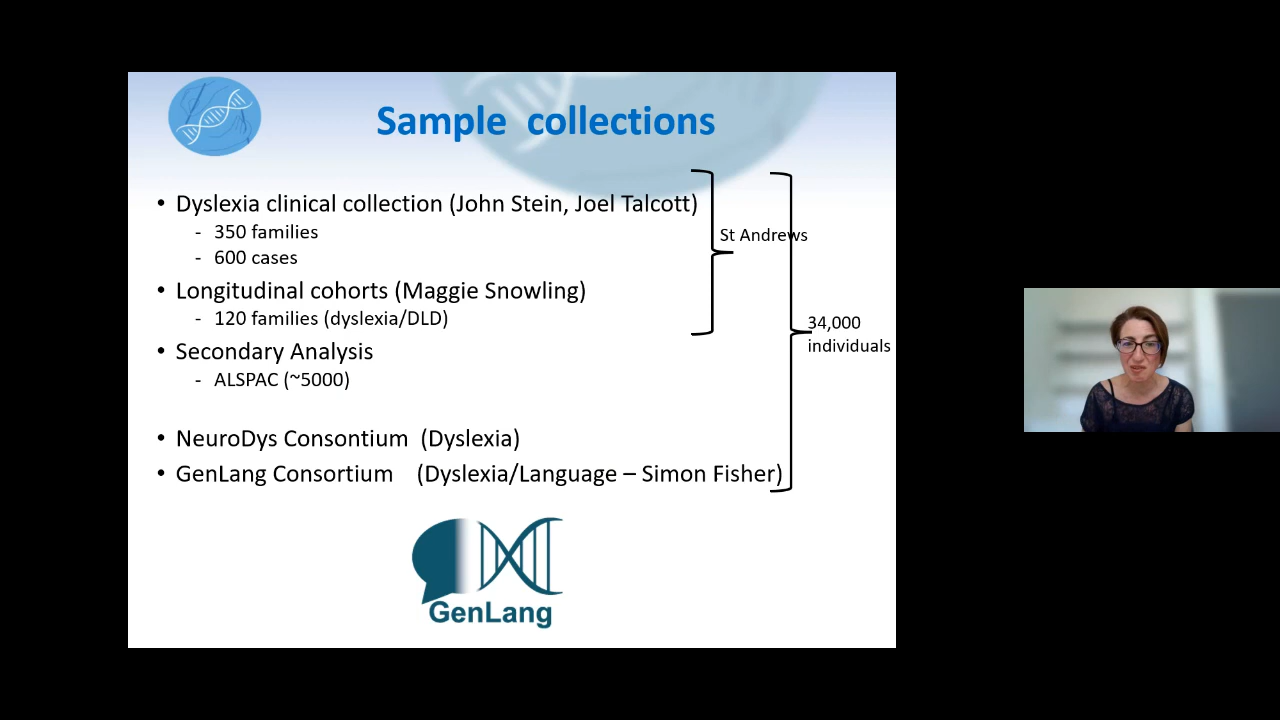 Sample collections
• Dyslexia clinical collection (John Stein, Joel Talcott)
- 350 families
- 600 cases
St Andrews
• Longitudinal cohorts (Maggie Snowling)
- 120 families (dyslexia/DLD)
34,000
individuals
• Secondary Analysis
- ALSPAC (~5000)
• NeuroDys Consortium (Dyslexia)
• GenLang Consortium (Dyslexia/Language – Simon Fisher)
GenLang